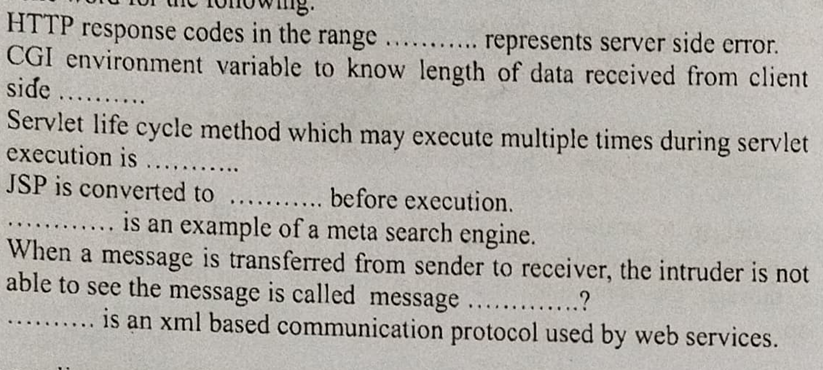 word for the following.
HTTP response codes in the range ........... represents server side error.
CGI environment variable to know length of data received from client
side ..........
Servlet life cycle method which may execute multiple times during servlet
execution is ...........
JSP is converted to ........... before execution.
............. is an example of a meta search engine.
When a message is transferred from sender to receiver, the intruder is not
able to see the message is called message .............?
.......... is an xml based communication protocol used by web services.